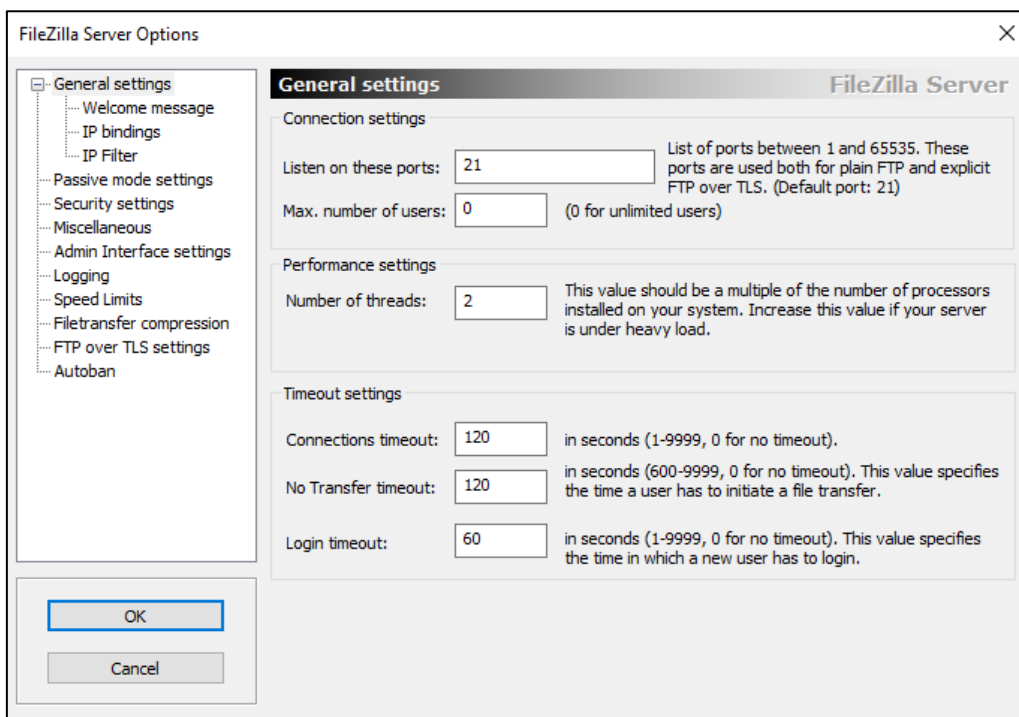 FileZilla Server Options
General settings
Welcome message
IP bindings
IP Filter
Passive mode settings
Security settings
Miscellaneous
Admin Interface settings
Logging
Speed Limits
Filetransfer compression
FTP over TLS settings
Autoban
OK
Cancel
General settings
FileZilla Server
Connection settings
Listen on these ports:
21
List of ports between 1 and 65535. These
ports are used both for plain FTP and explicit
FTP over TLS. (Default port: 21)
Max. number of users:
0
(0 for unlimited users)
Performance settings
Number of threads:
2
This value should be a multiple of the number of processors
installed on your system. Increase this value if your server
is under heavy load.
Timeout settings
Connections timeout:
120
in seconds (1-9999, 0 for no timeout).
No Transfer timeout:
120
in seconds (600-9999, 0 for no timeout). This value specifies
the time a user has to initiate a file transfer.
Login timeout:
60
in seconds (1-9999, 0 for no timeout). This value specifies
the time in which a new user has to login.